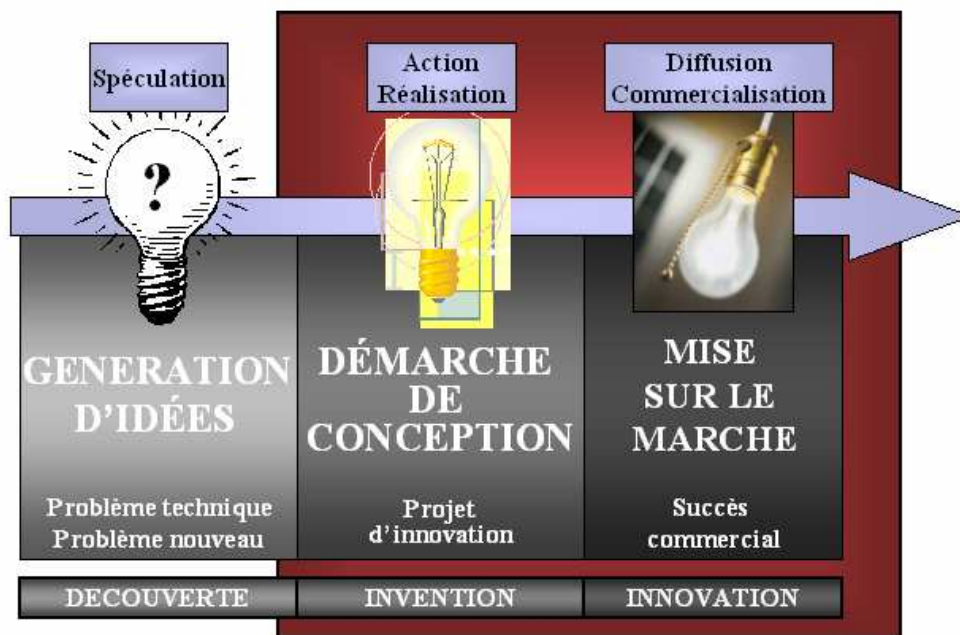 Spéculation
Action
Réalisation
Diffusion
Commercialisation
?
GENERATION
D'IDÉES
Problème technique
Problème nouveau
DÉMARCHE
DE
CONCEPTION
Projet
d'innovation
MISE
SUR LE
MARCHE
Succès
commercial
DECOUVERTE
INVENTION
INNOVATION